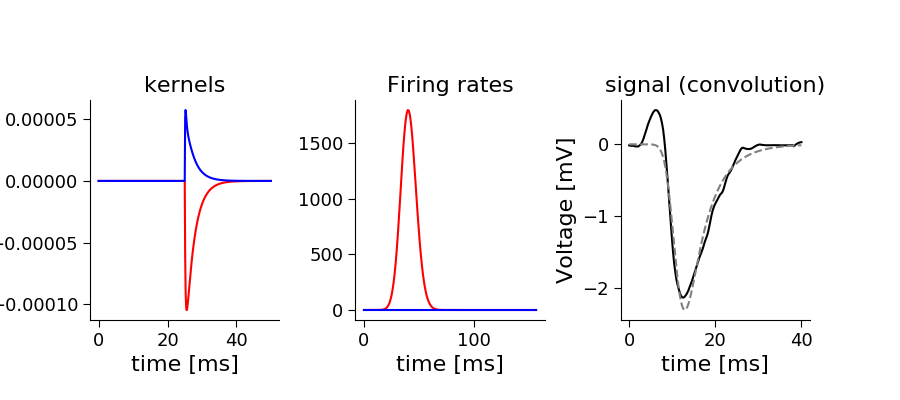 kernels
Firing rates
signal (convolution)
0.00005
0.00000
-0.00005
−0.00010
0
20
40
time [ms]
1500
1000
500
0
0
100
time [ms]
Voltage [mV]
0
−1
−2
0
20
40
time [ms]